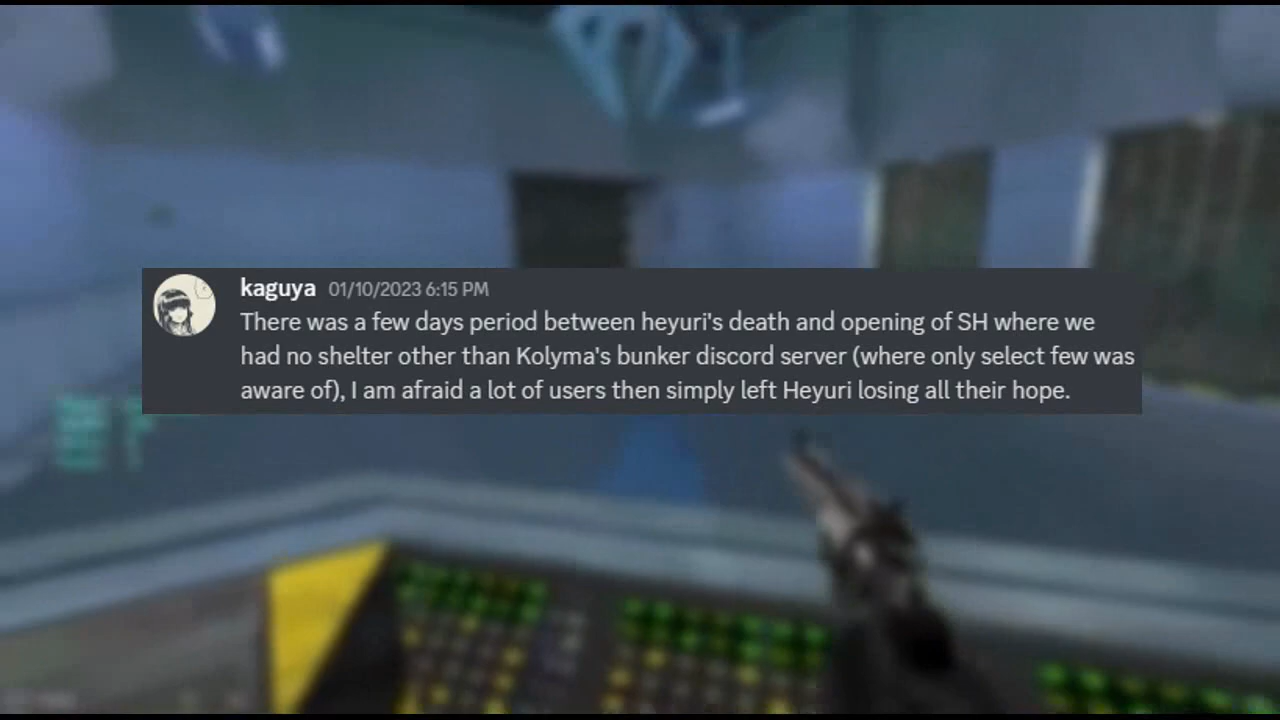 kaguya 01/10/2023 6:15 PM
There was a few days period between heyuri's death and opening of SH where we
had no shelter other than Kolyma's bunker discord server (where only select few was
aware of), I am afraid a lot of users then simply left Heyuri losing all their hope.